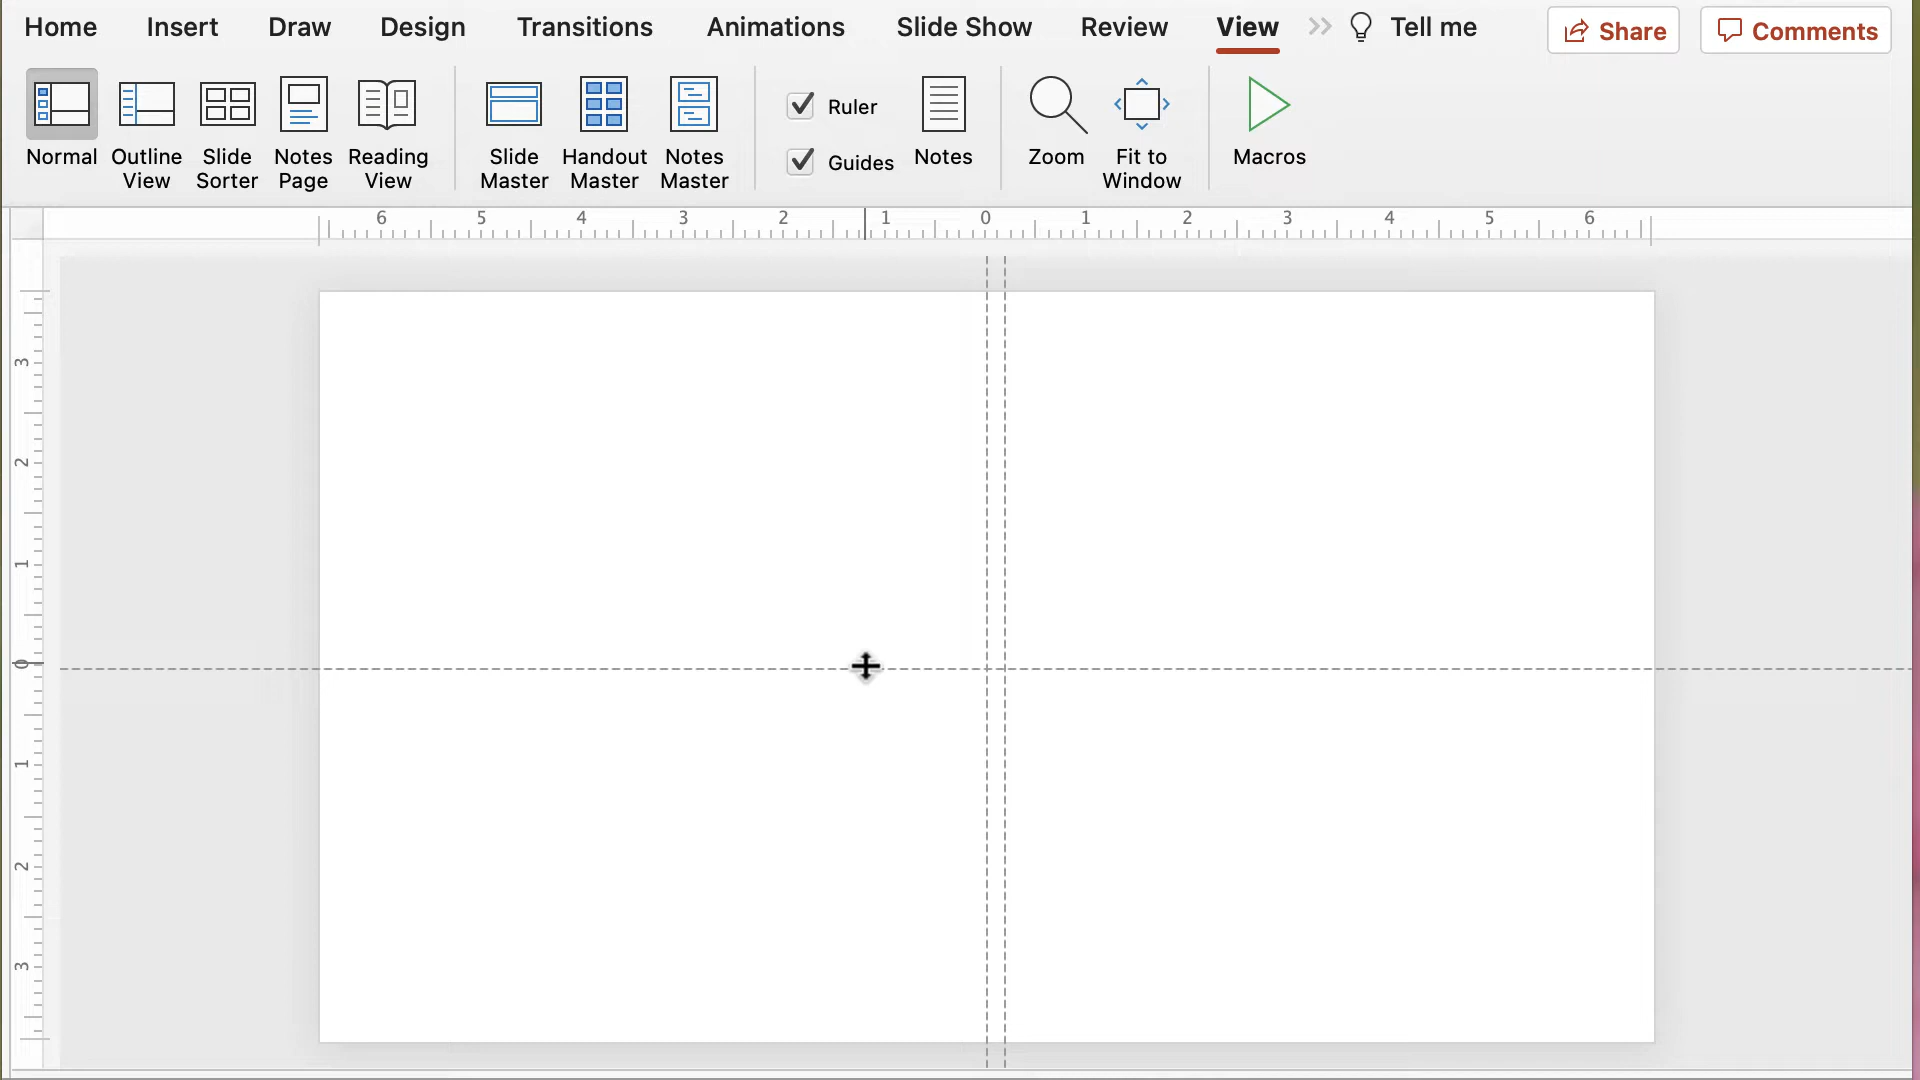 Home Insert Draw Design Transitions Animations Slide Show Review View Tell me Share Comments
Normal Outline View Slide Sorter Notes Page Reading View Slide Master Handout Master Notes Master Ruler Guides Notes Zoom Fit to Window Macros
6 5 4 3 2 1 0 1 2 3 4 5 6
3
2
1
0
1
2
3